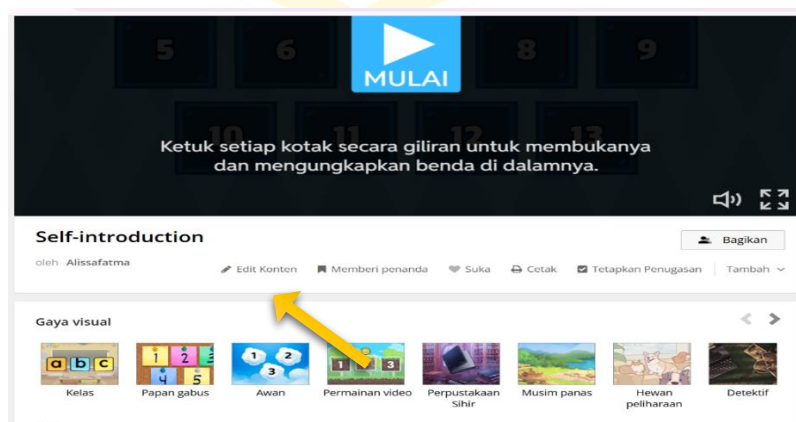 5 6 8 9
MULAI
10 11 12 13
Ketuk setiap kotak secara giliran untuk membukanya
dan mengungkapkan benda di dalamnya.
Self-introduction
Bagikan
oleh Alissafatma
Edit Konten Memberi penanda Suka Cetak Tetapkan Penugasan Tambah
Gaya visual
a b c 1 2 3 4 5 1 2 3 1 2 3
Kelas Papan gabus Awan Permainan video Perpustakaan Sihir Musim panas Hewan peliharaan Detektif